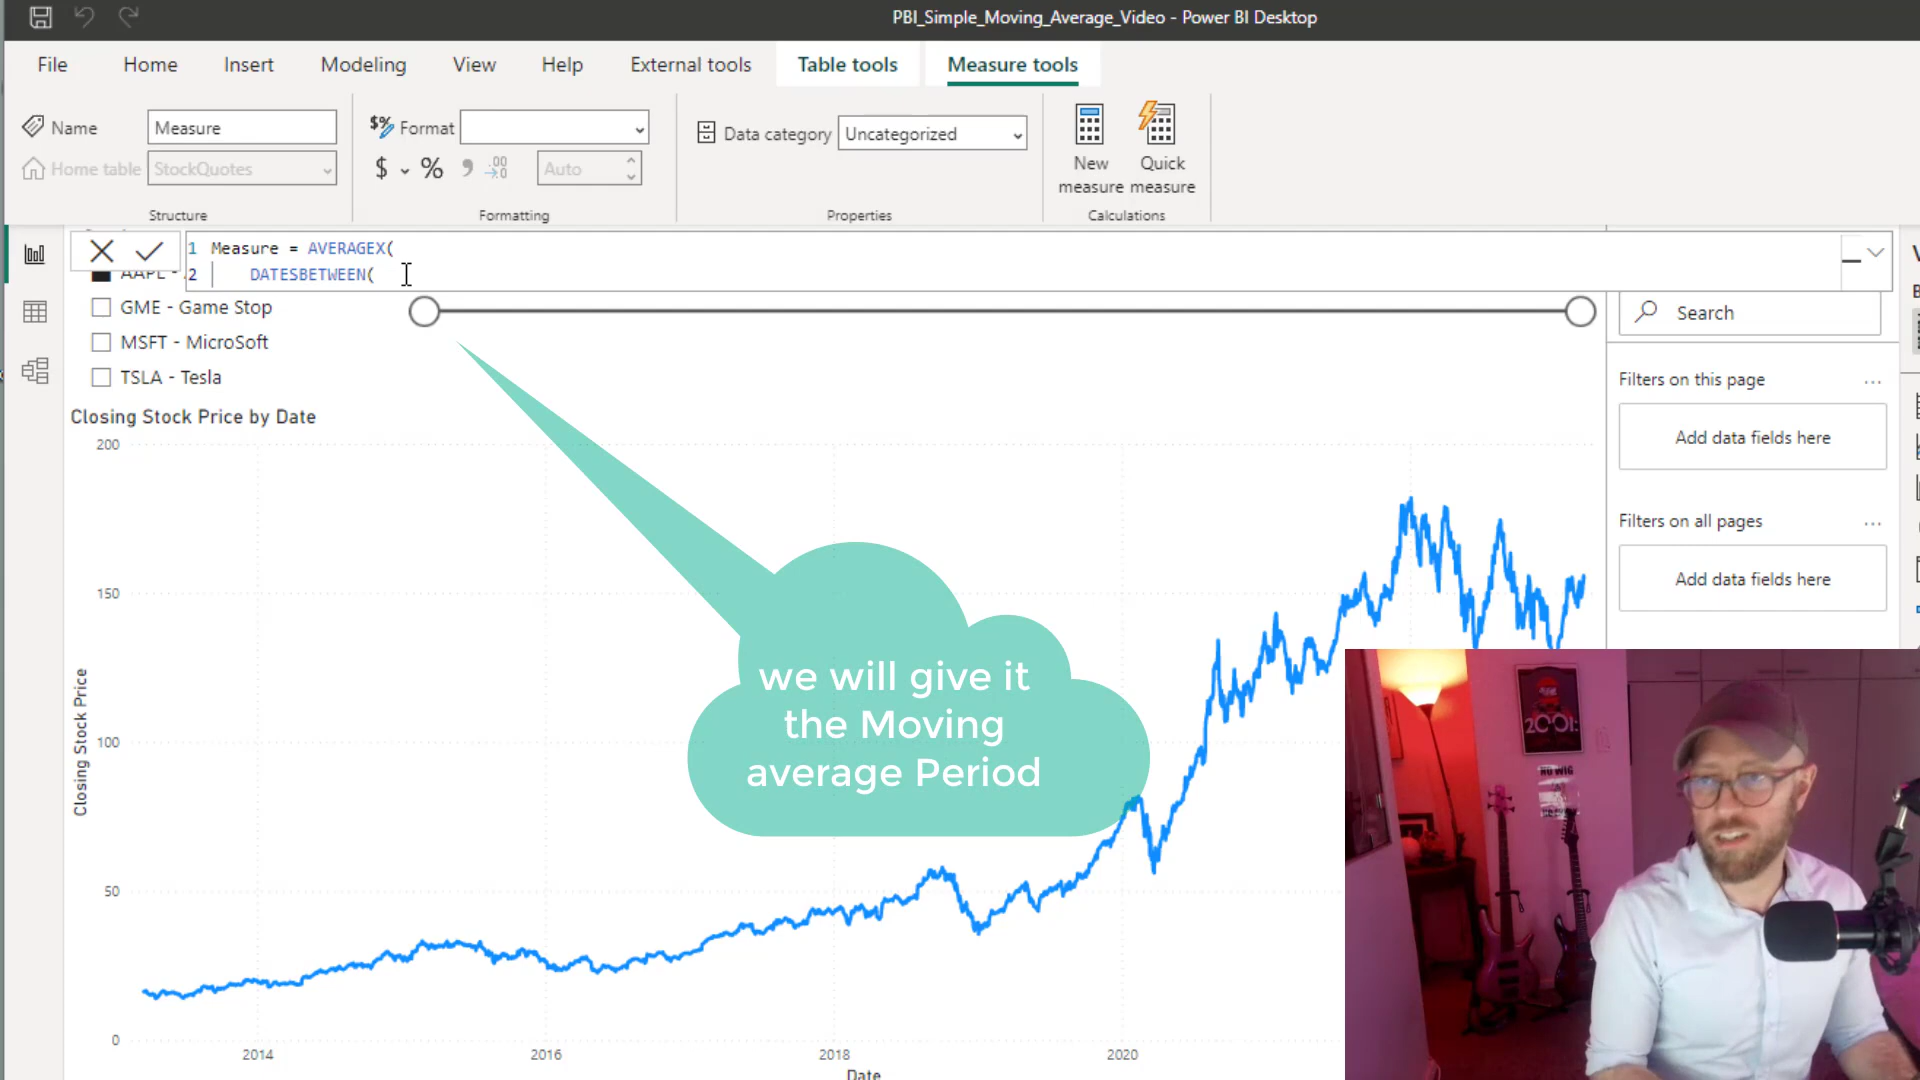 PBI_Simple_Moving_Average_Video - Power BI Desktop
File Home Insert Modeling View Help External tools Table tools Measure tools
Name Measure
$% Format
Data category Uncategorized
New measure
Quick measure
Home table StockQuotes
$ % Auto
Structure
Formatting
Properties
Calculations
1 Measure = AVERAGEX(
2 DATESBETWEEN(
AAPL -
GME - Game Stop
MSFT - MicroSoft
TSLA - Tesla
Search
Filters on this page
Add data fields here
Filters on all pages
Add data fields here
Closing Stock Price by Date
200
150
100
50
0
Closing Stock Price
2014 2016 2018 2020
Date
we will give it
the Moving
average Period
2001:
NO WIG